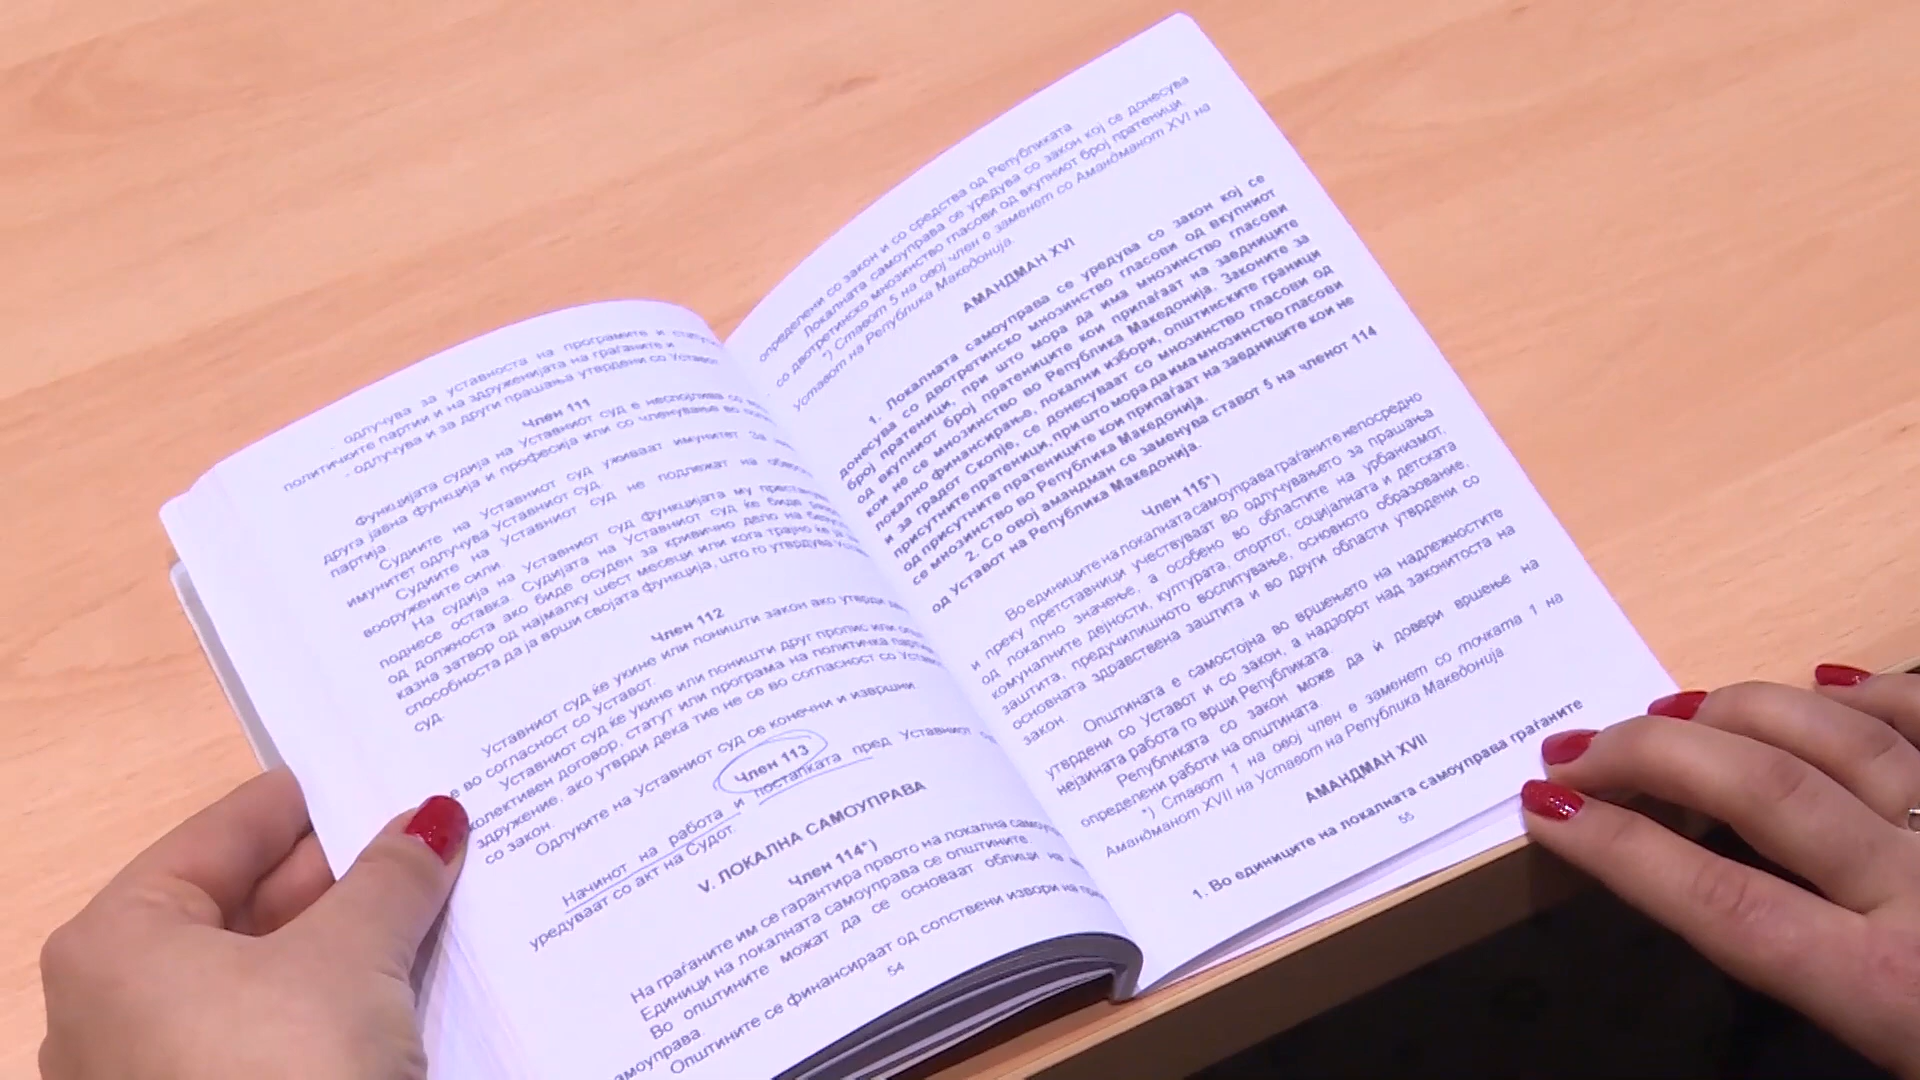 - одлучува за уставноста на програмите и
политичките партии и на здруженијата на граѓаните и
- одлучува и за други прашања утврдени со Уставот.
Член 111
Функцијата судија на Уставниот суд е неспојлива со
друга јавна функција и професија или со членување во
партија.
Судиите на Уставниот суд уживаат имунитет. За
имунитет одлучува Уставниот суд.
Судиите на Уставниот суд не подлежат на
вооружените сили.
На судија на Уставниот суд функцијата му престанува
поднесе оставка. Судијата на Уставниот суд ќе биде
од должноста ако биде осуден за кривично дело на
казна затвор од најмалку шест месеци или кога трајно ќе ја
способноста да ја врши својата функција, што го утврдува
суд.
Член 112
Уставниот суд ќе укине или поништи закон ако утврди
е во согласност со Уставот.
Уставниот суд ќе укине или поништи друг пропис или
колективен договор, статут или програма на политичка
здружение, ако утврди дека тие не се во согласност со
со закон.
Одлуките на Уставниот суд се конечни и извршни.
Член 113
Начинот на работа и постапката пред Уставниот
уредуваат со акт на Судот.
V. ЛОКАЛНА САМОУПРАВА
Член 114*)
На граѓаните им се гарантира правото на локална
Единици на локалната самоуправа се општините.
Во општините можат да се основаат облици на
самоуправа.
Општините се финансираат од сопствени извори на
54
определени со закон и со средства од Републиката
Локалната самоуправа се уредува со закон кој се донесува
со двотретинско мнозинство гласови од вкупниот број пратеници.
*) Ставот 5 на овој член е заменет со Амандманот XVI на
Уставот на Република Македонија.
АМАНДМАН XVI
1. Локалната самоуправа се уредува со закон кој се
донесува со двотретинско мнозинство гласови од вкупниот
број пратеници, при што мора да има мнозинство гласови
од вкупниот број пратениците кои припаѓаат на заедниците
кои не се мнозинство во Република Македонија. Законите за
локално финансирање, локални избори, општинските граници
и за градот Скопје, се донесуваат со мнозинство гласови од
присутните пратеници, при што мора да има мнозинство гласови
од присутните пратениците кои припаѓаат на заедниците кои не
се мнозинство во Република Македонија.
2. Со овој амандман се заменува ставот 5 на членот 114
од Уставот на Република Македонија.
Член 115*)
Во единиците на локалната самоуправа граѓаните непосредно
и преку претставници учествуваат во одлучувањето за прашања
од локално значење, а особено во областите на урбанизмот,
комуналните дејности, културата, спортот, социјалната и детската
заштита, предучилишното воспитување, основното образование,
основната здравствена заштита и во други области утврдени со
закон.
Општината е самостојна во вршењето на надлежностите
утврдени со Уставот и со закон, а надзорот над законитоста на
нејзината работа го врши Републиката.
Републиката со закон може да ѝ довери вршење на
определени работи на општината.
*) Ставот 1 на овој член е заменет со точката 1 на
Амандманот XVII на Уставот на Република Македонија
АМАНДМАН XVII
1. Во единиците на локалната самоуправа граѓаните
55